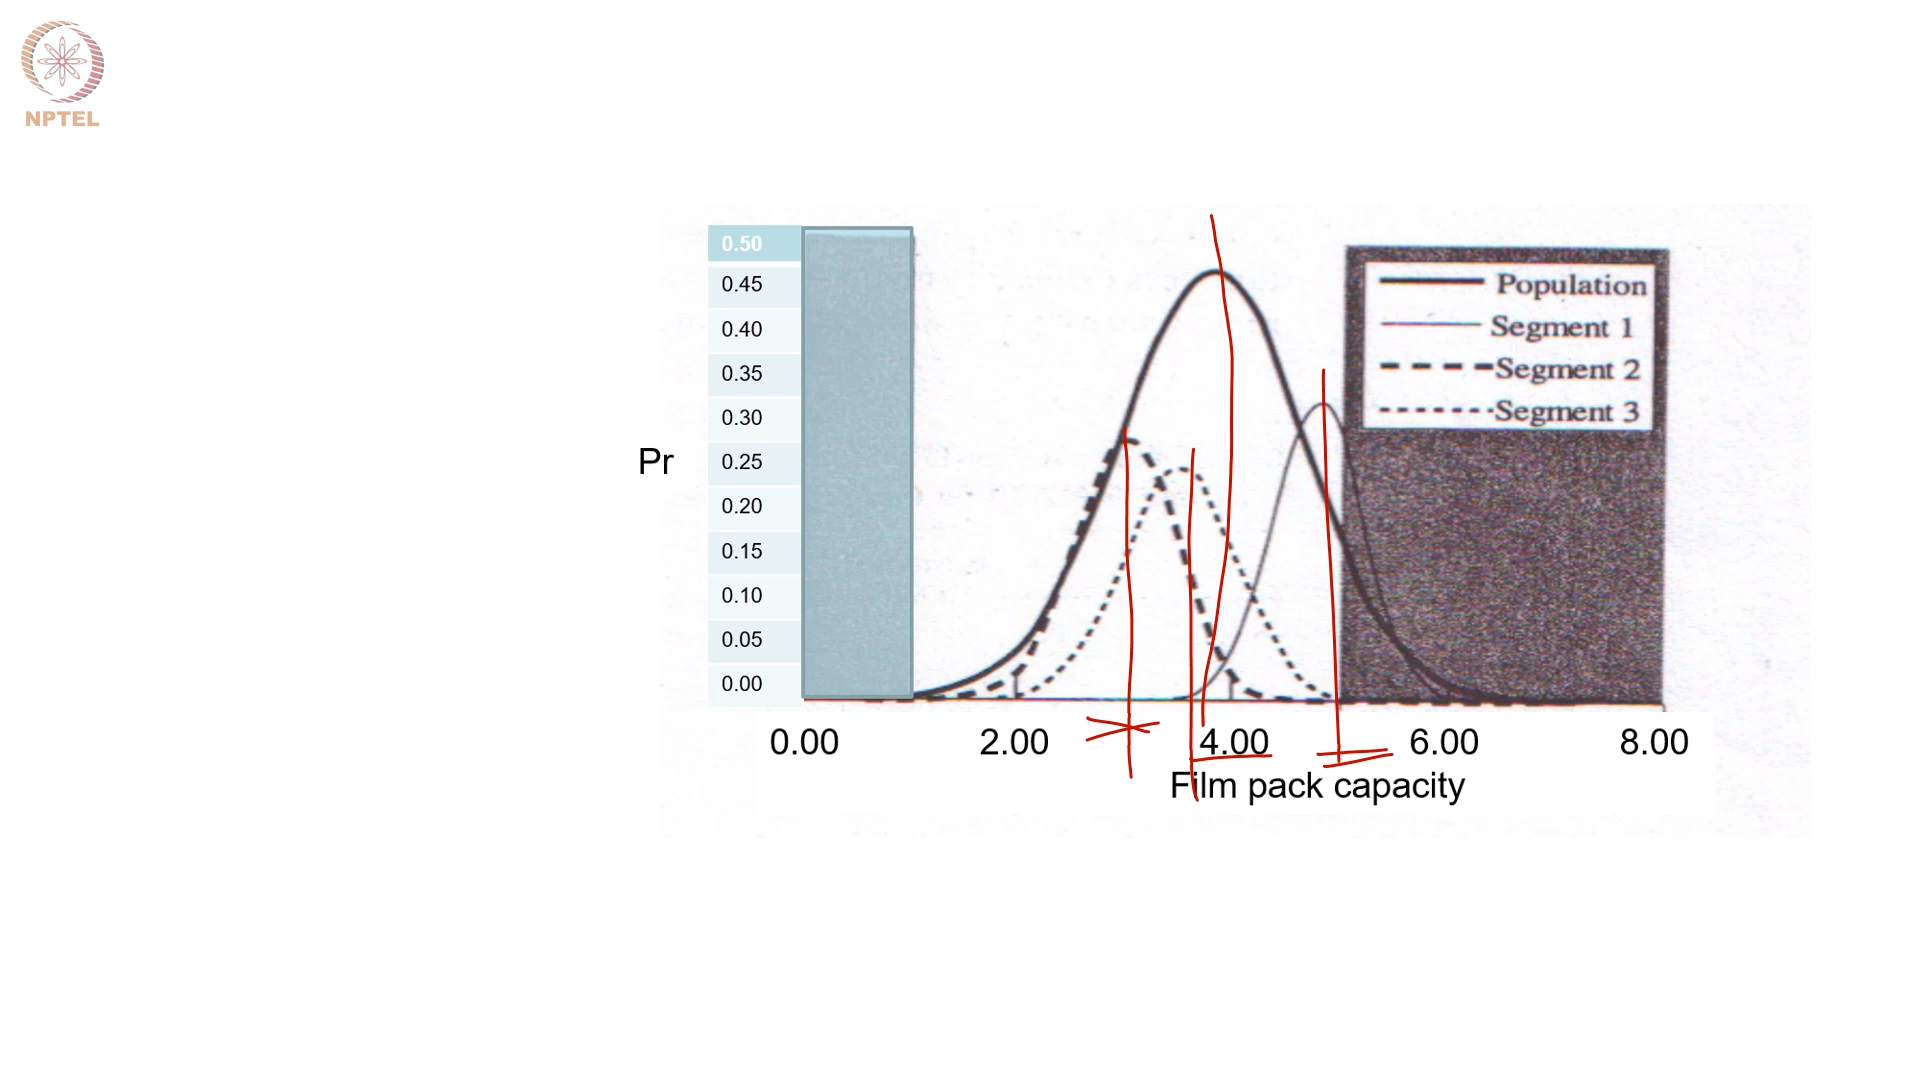 NPTEL
0.50
0.45
0.40
0.35
0.30
0.25
0.20
0.15
0.10
0.05
0.00
Pr
Population
Segment 1
Segment 2
Segment 3
0.00 2.00 4.00 6.00 8.00
Film pack capacity